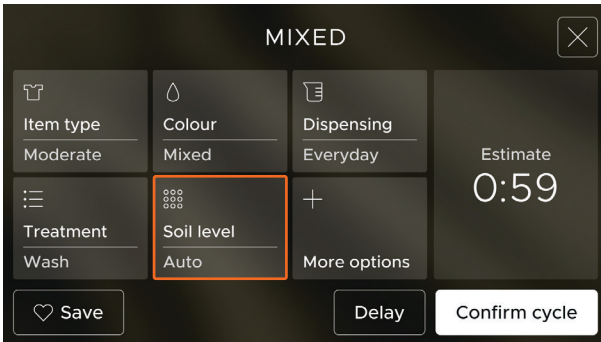 MIXED
Item type
Moderate
Colour
Mixed
Dispensing
Everyday
Estimate
0:59
Treatment
Wash
Soil level
Auto
More options
Save
Delay
Confirm cycle